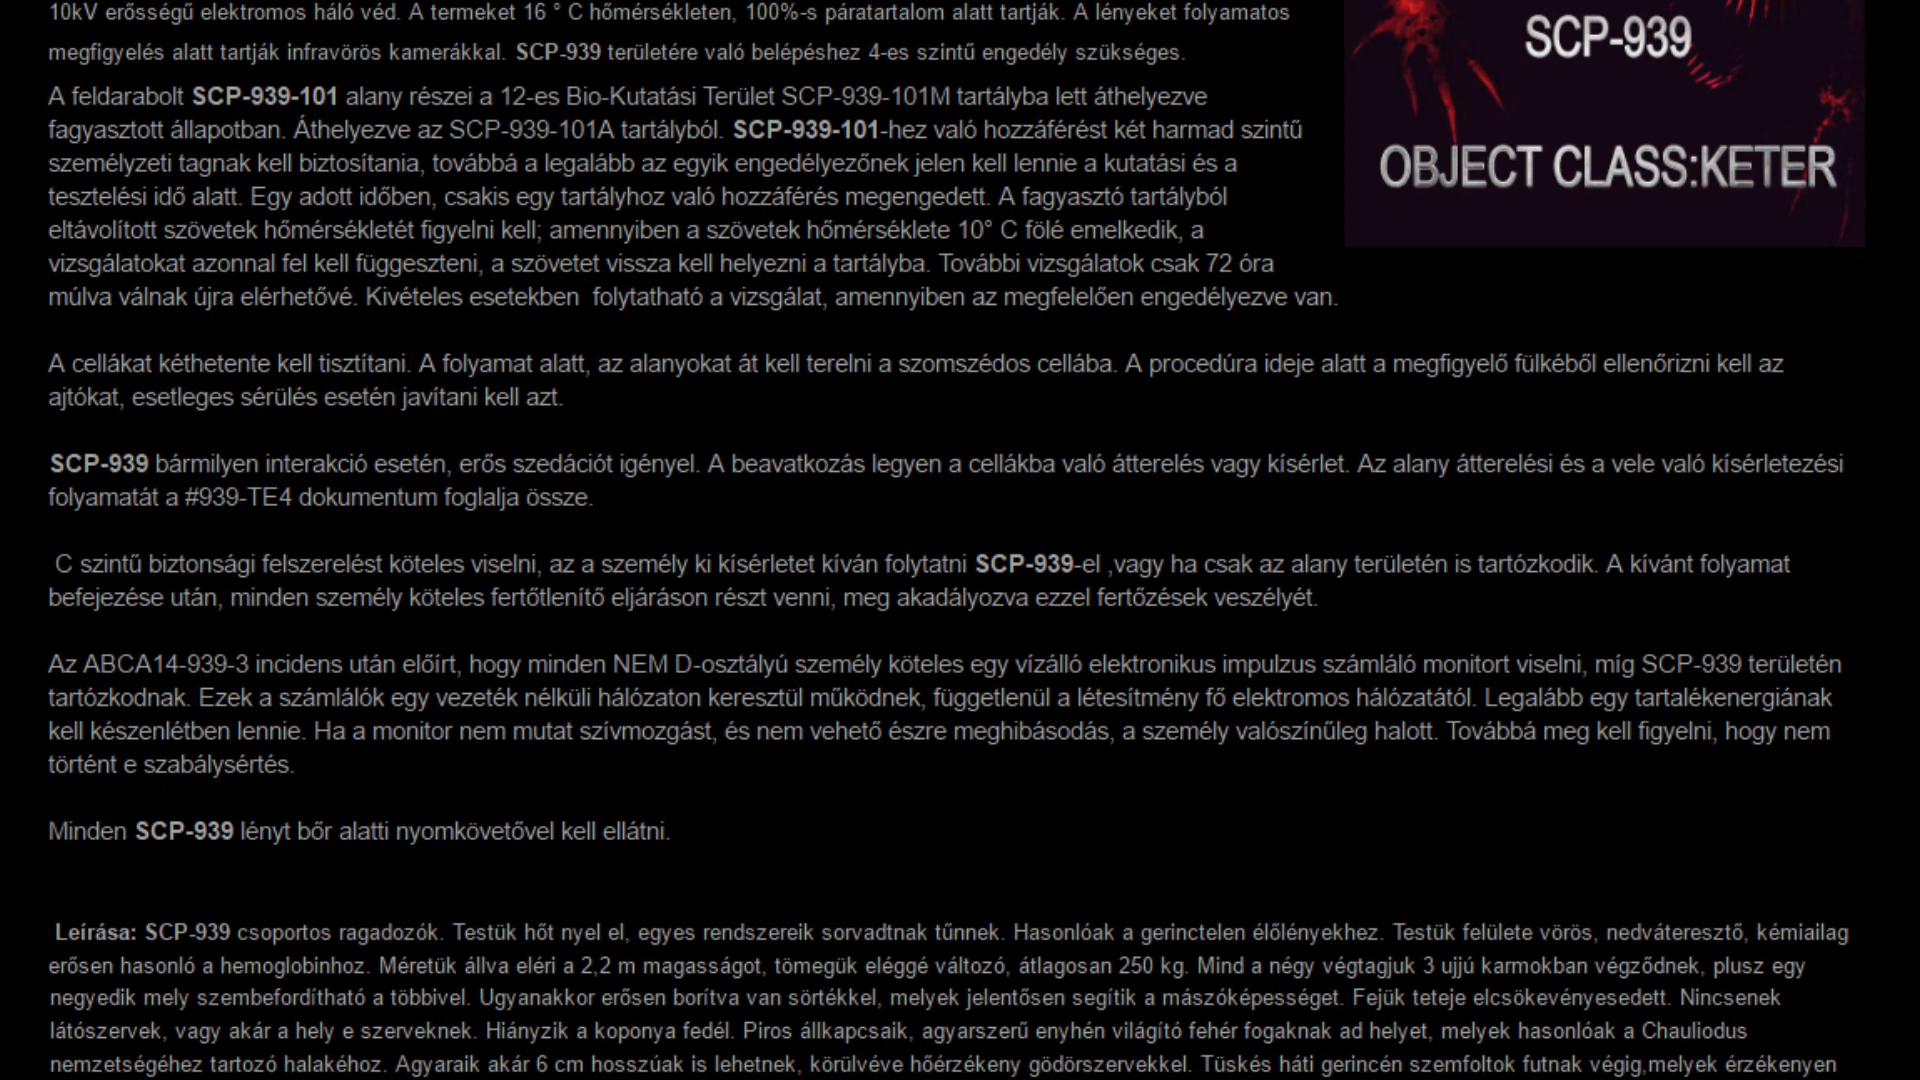 10kV erősségű elektromos háló véd. A termeket 16 ° C hőmérsékleten, 100%-s páratartalom alatt tartják. A lényeket folyamatos
megfigyelés alatt tartják infravörös kamerákkal. SCP-939 területére való belépéshez 4-es szintű engedély szükséges.
SCP-939
OBJECT CLASS:KETER
A feldarabolt SCP-939-101 alany részei a 12-es Bio-Kutatási Terület SCP-939-101M tartályba lett áthelyezve
fagyasztott állapotban. Áthelyezve az SCP-939-101A tartályból. SCP-939-101-hez való hozzáférést két harmad szintű
személyzeti tagnak kell biztosítania, továbbá a legalább az egyik engedélyezőnek jelen kell lennie a kutatási és a
tesztelési idő alatt. Egy adott időben, csakis egy tartályhoz való hozzáférés megengedett. A fagyasztó tartályból
eltávolított szövetek hőmérsékletét figyelni kell; amennyiben a szövetek hőmérséklete 10° C fölé emelkedik, a
vizsgálatokat azonnal fel kell függeszteni, a szövetet vissza kell helyezni a tartályba. További vizsgálatok csak 72 óra
múlva válnak újra elérhetővé. Kivételes esetekben  folytatható a vizsgálat, amennyiben az megfelelően engedélyezve van.
A cellákat kéthetente kell tisztítani. A folyamat alatt, az alanyokat át kell terelni a szomszédos cellába. A procedúra ideje alatt a megfigyelő fülkéből ellenőrizni kell az
ajtókat, esetleges sérülés esetén javítani kell azt.
SCP-939 bármilyen interakció esetén, erős szedációt igényel. A beavatkozás legyen a cellákba való átterelés vagy kísérlet. Az alany átterelési és a vele való kísérletezési
folyamatát a #939-TE4 dokumentum foglalja össze.
C szintű biztonsági felszerelést köteles viselni, az a személy ki kísérletet kíván folytatni SCP-939-el ,vagy ha csak az alany területén is tartózkodik. A kívánt folyamat
befejezése után, minden személy köteles fertőtlenítő eljáráson részt venni, meg akadályozva ezzel fertőzések veszélyét.
Az ABCA14-939-3 incidens után előírt, hogy minden NEM D-osztályú személy köteles egy vízálló elektronikus impulzus számláló monitort viselni, míg SCP-939 területén
tartózkodnak. Ezek a számlálók egy vezeték nélküli hálózaton keresztül működnek, függetlenül a létesítmény fő elektromos hálózatától. Legalább egy tartalékenergiának
kell készenlétben lennie. Ha a monitor nem mutat szívmozgást, és nem vehető észre meghibásodás, a személy valószínűleg halott. Továbbá meg kell figyelni, hogy nem
történt e szabálysértés.
Minden SCP-939 lényt bőr alatti nyomkövetővel kell ellátni.
Leírása: SCP-939 csoportos ragadozók. Testük hőt nyel el, egyes rendszereik sorvadtnak tűnnek. Hasonlóak a gerinctelen élőlényekhez. Testük felülete vörös, nedváteresztő, kémiailag
erősen hasonló a hemoglobinhoz. Méretük állva eléri a 2,2 m magasságot, tömegük eléggé változó, átlagosan 250 kg. Mind a négy végtagjuk 3 ujjú karmokban végződnek, plusz egy
negyedik mely szembefordítható a többivel. Ugyanakkor erősen borítva van sörtékkel, melyek jelentősen segítik a mászóképességet. Fejük teteje elcsökevényesedett. Nincsenek
látószervek, vagy akár a hely e szerveknek. Hiányzik a koponya fedél. Piros állkapcsaik, agyarszerű enyhén világító fehér fogaknak ad helyet, melyek hasonlóak a Chauliodus
nemzetségéhez tartozó halakéhoz. Agyaraik akár 6 cm hosszúak is lehetnek, körülvéve hőérzékeny gödörszervekkel. Tüskés háti gerincén szemfoltok futnak végig,melyek érzékenyen